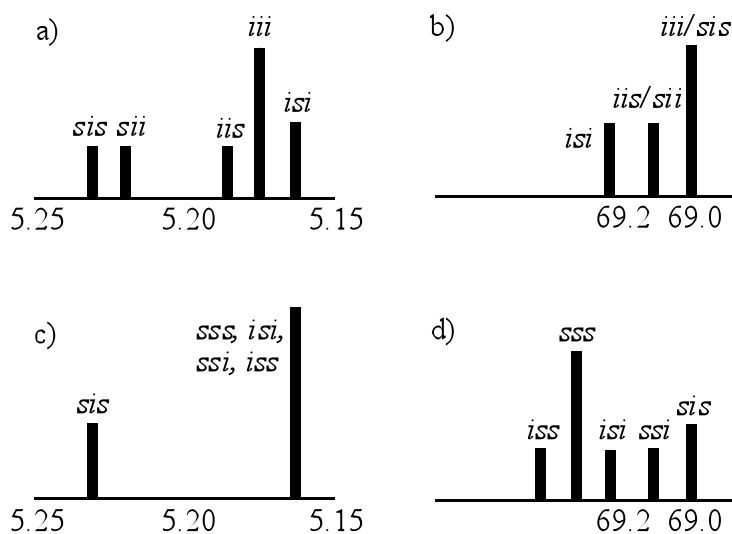 a)
iii
isi
sis
sii
iis
5.25
5.20
5.15
b)
iii/sis
iis/sii
isi
69.2
69.0
c)
sss, isi,
ssi, iss
sis
5.25
5.20
5.15
d)
sss
sis
iss
isi
ssi
69.2
69.0